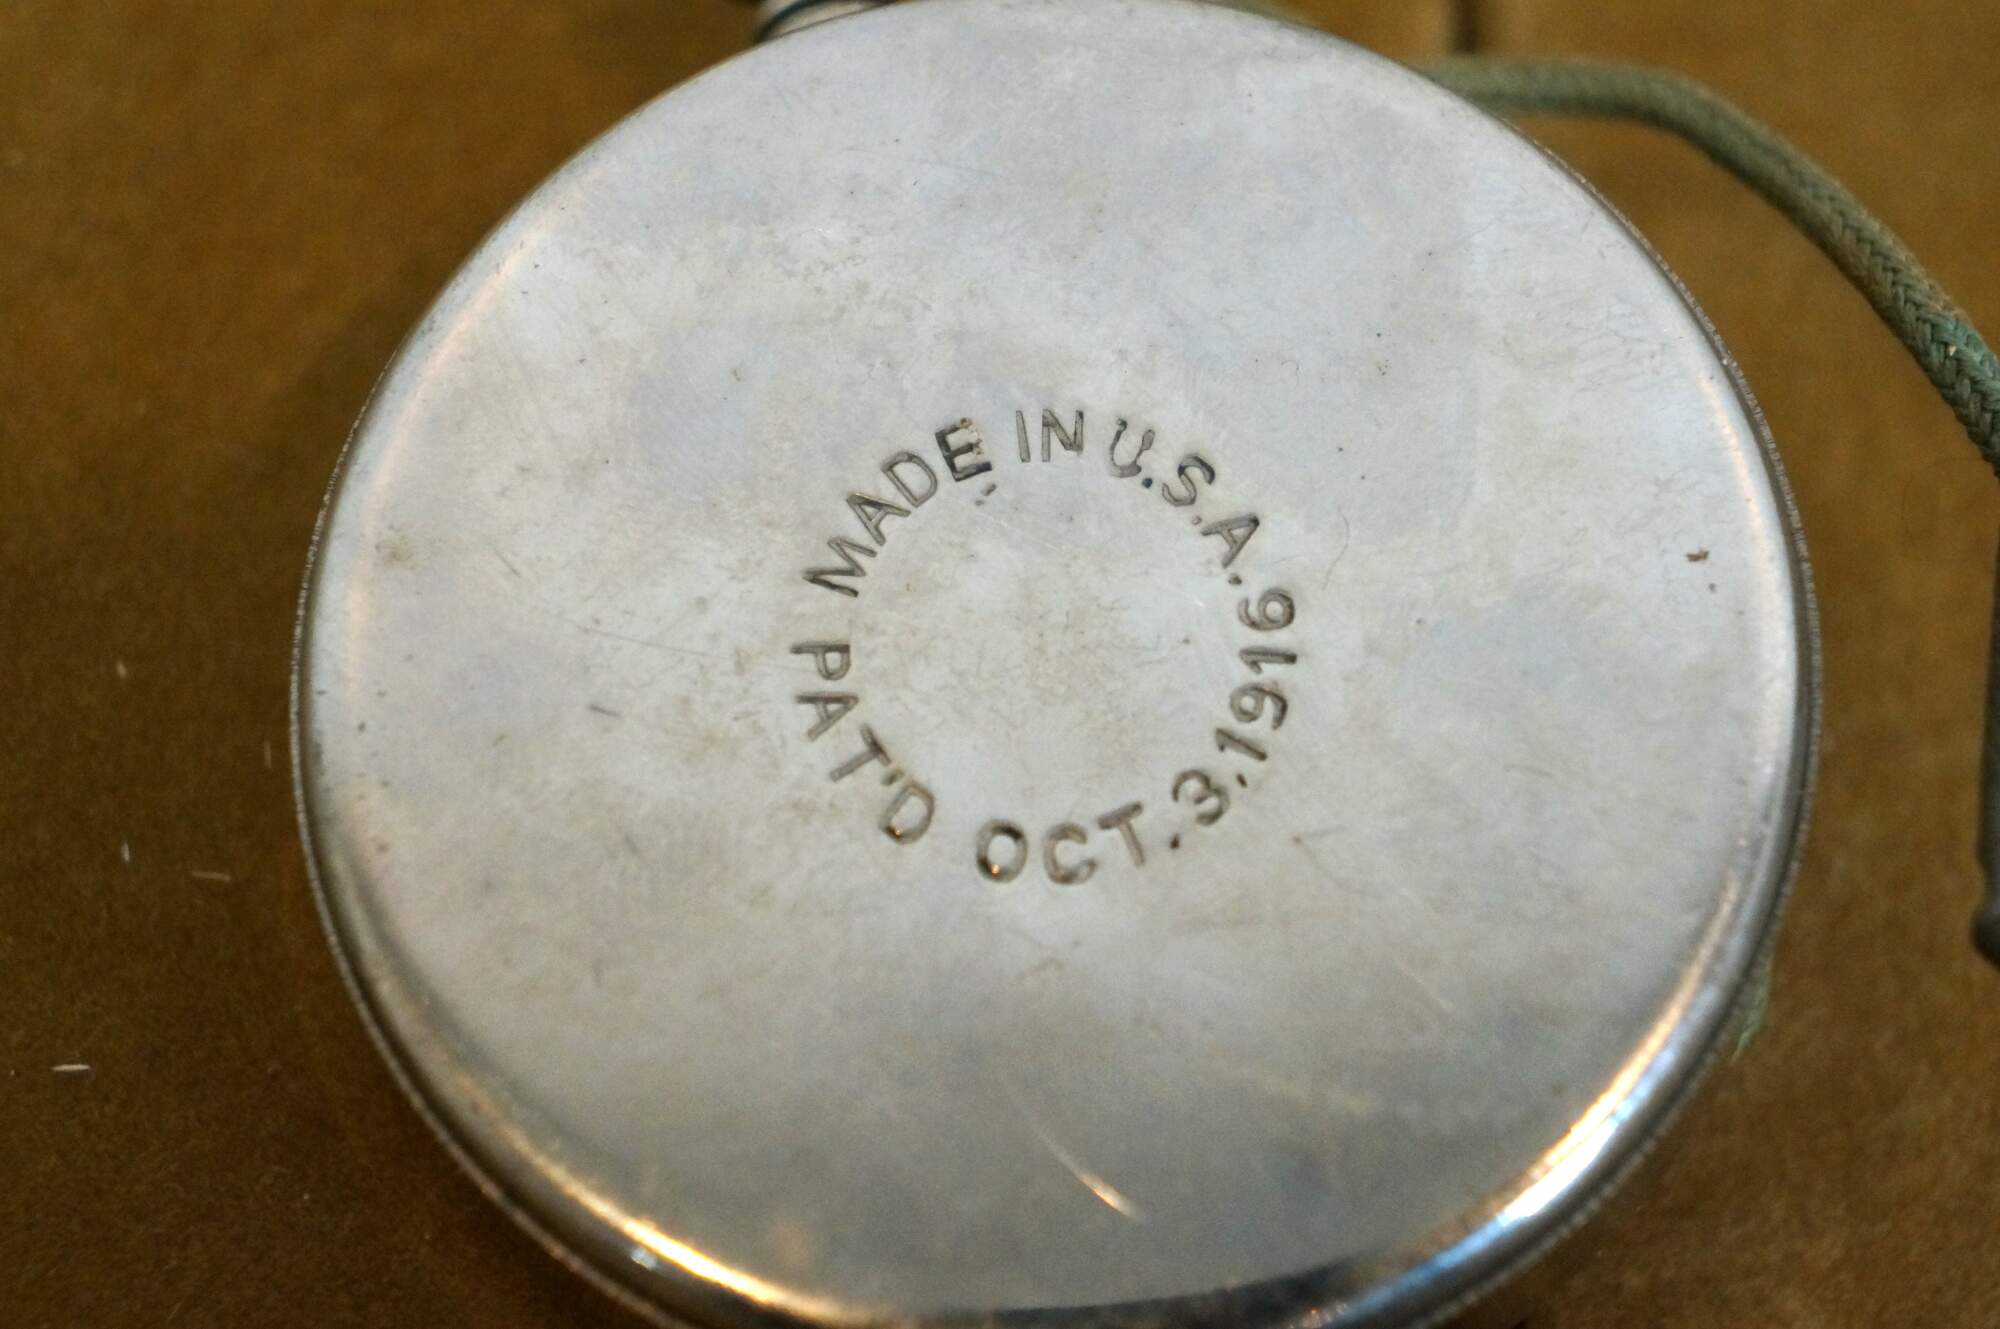 MADE IN U.S.A.
PAT'D OCT. 3, 1916